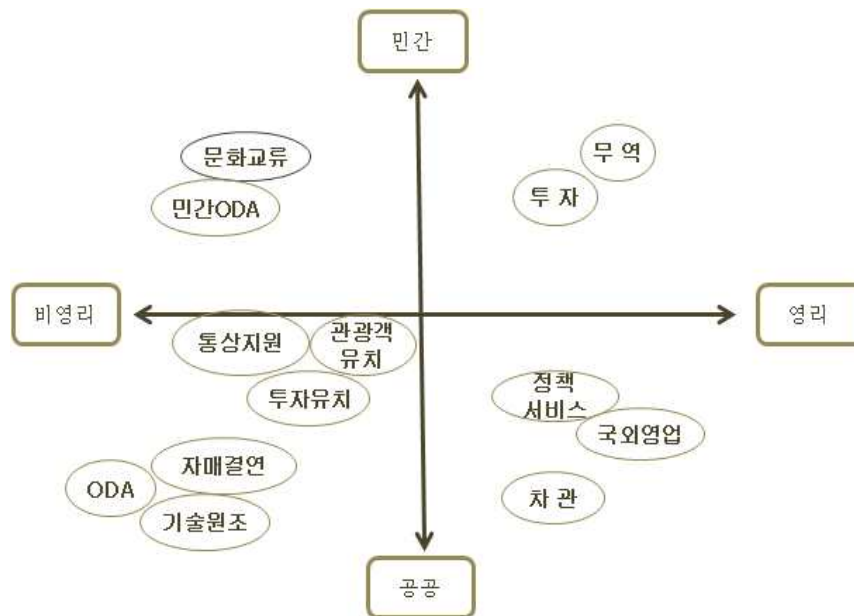 민간
문화교류
무 역
민간ODA
투 자
비영리
영리
통상지원
관광객
유치
투자유치
정책
서비스
국외영업
자매결연
ODA
차 관
기술원조
공공